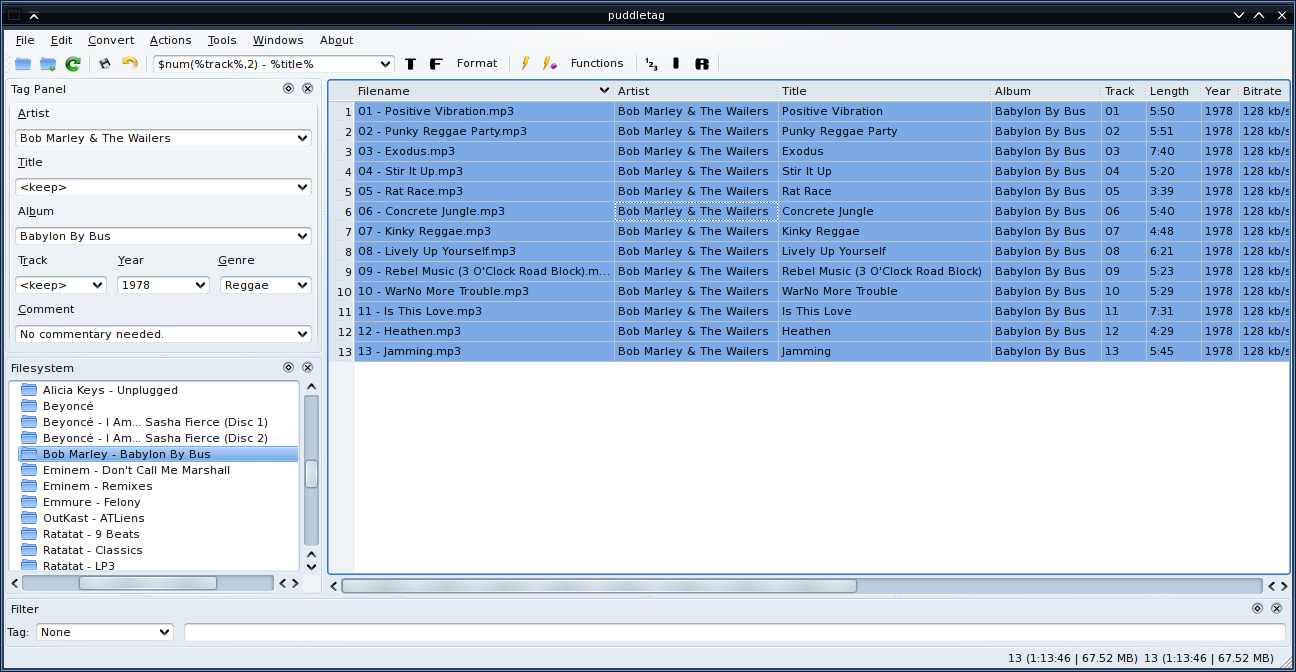 puddletag
File Edit Convert Actions Tools Windows About
$num(%track%,2) - %title% T F Format Functions 1 2 3 I R
Tag Panel
Artist
Bob Marley & The Wailers
Title
<keep>
Album
Babylon By Bus
Track Year Genre
<keep> 1978 Reggae
Comment
No commentary needed.
Filesystem
Alicia Keys - Unplugged
Beyoncé
Beyoncé - I Am... Sasha Fierce (Disc 1)
Beyoncé - I Am... Sasha Fierce (Disc 2)
Bob Marley - Babylon By Bus
Eminem - Don't Call Me Marshall
Eminem - Remixes
Emmure - Felony
OutKast - ATLiens
Ratatat - 9 Beats
Ratatat - Classics
Ratatat - LP3
Filename Artist Title Album Track Length Year Bitrate
1 01 - Positive Vibration.mp3 Bob Marley & The Wailers Positive Vibration Babylon By Bus 01 5:50 1978 128 kb/s
2 02 - Punky Reggae Party.mp3 Bob Marley & The Wailers Punky Reggae Party Babylon By Bus 02 5:51 1978 128 kb/s
3 03 - Exodus.mp3 Bob Marley & The Wailers Exodus Babylon By Bus 03 7:40 1978 128 kb/s
4 04 - Stir It Up.mp3 Bob Marley & The Wailers Stir It Up Babylon By Bus 04 5:20 1978 128 kb/s
5 05 - Rat Race.mp3 Bob Marley & The Wailers Rat Race Babylon By Bus 05 3:39 1978 128 kb/s
6 06 - Concrete Jungle.mp3 Bob Marley & The Wailers Concrete Jungle Babylon By Bus 06 5:40 1978 128 kb/s
7 07 - Kinky Reggae.mp3 Bob Marley & The Wailers Kinky Reggae Babylon By Bus 07 4:48 1978 128 kb/s
8 08 - Lively Up Yourself.mp3 Bob Marley & The Wailers Lively Up Yourself Babylon By Bus 08 6:21 1978 128 kb/s
9 09 - Rebel Music (3 O'Clock Road Block).m... Bob Marley & The Wailers Rebel Music (3 O'Clock Road Block) Babylon By Bus 09 5:23 1978 128 kb/s
10 10 - WarNo More Trouble.mp3 Bob Marley & The Wailers WarNo More Trouble Babylon By Bus 10 5:29 1978 128 kb/s
11 11 - Is This Love.mp3 Bob Marley & The Wailers Is This Love Babylon By Bus 11 7:31 1978 128 kb/s
12 12 - Heathen.mp3 Bob Marley & The Wailers Heathen Babylon By Bus 12 4:29 1978 128 kb/s
13 13 - Jamming.mp3 Bob Marley & The Wailers Jamming Babylon By Bus 13 5:45 1978 128 kb/s
Filter
Tag: None
13 (1:13:46 | 67.52 MB) 13 (1:13:46 | 67.52 MB)